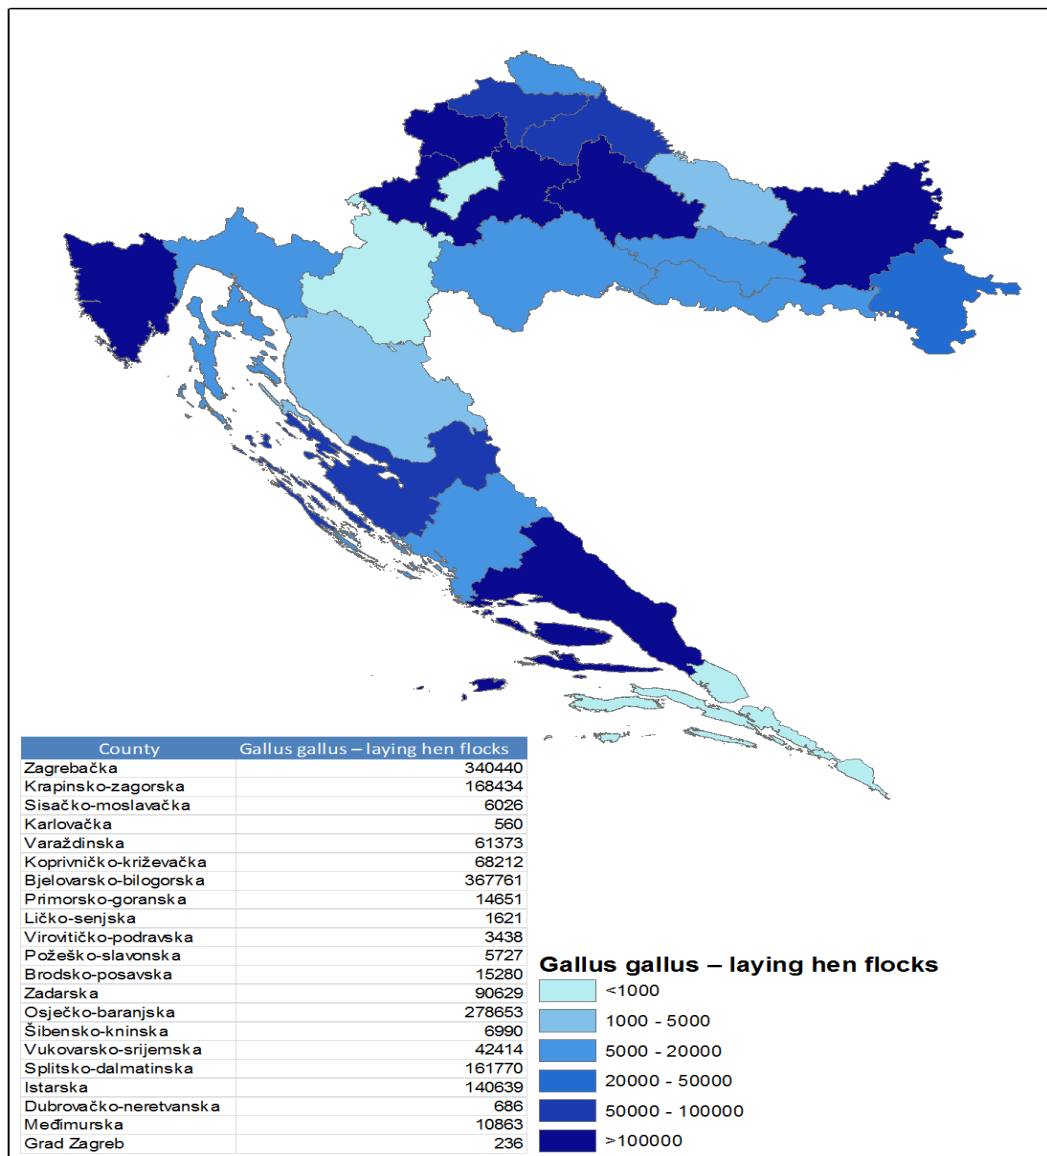 County Gallus gallus – laying hen flocks
Zagrebačka 340440
Krapinsko-zagorska 168434
Sisačko-moslavačka 6026
Karlovačka 560
Varaždinska 61373
Koprivničko-križevačka 68212
Bjelovarsko-bilogorska 367761
Primorsko-goranska 14651
Ličko-senjska 1621
Virovitičko-podravska 3438
Požeško-slavonska 5727
Brodsko-posavska 15280
Zadarska 90629
Osječko-baranjska 278653
Šibensko-kninska 6990
Vukovarsko-srijemska 42414
Splitsko-dalmatinska 161770
Istarska 140639
Dubrovačko-neretvanska 686
Međimurska 10863
Grad Zagreb 236
Gallus gallus – laying hen flocks
<1000
1000 - 5000
5000 - 20000
20000 - 50000
50000 - 100000
>100000